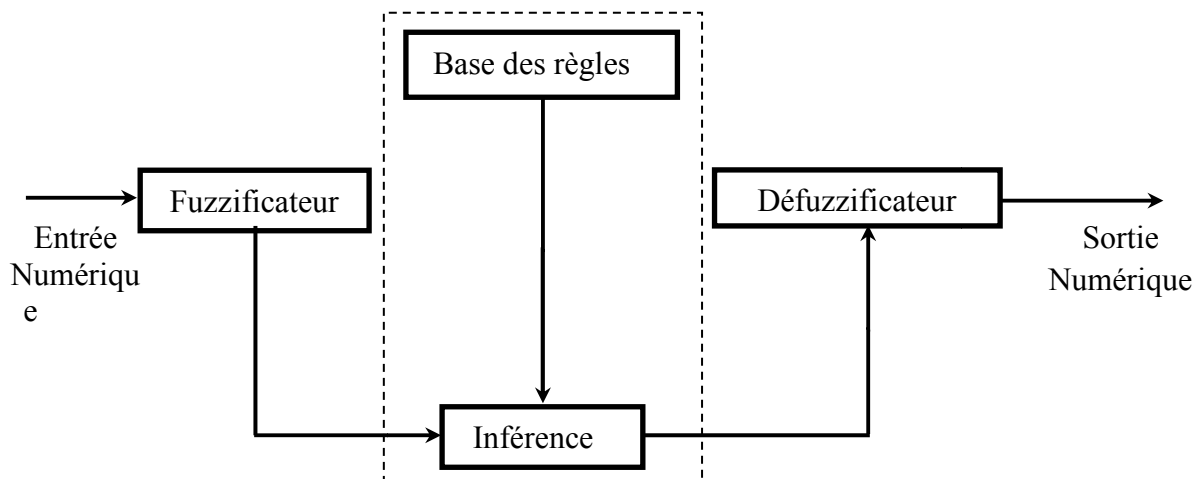 Base des règles
Fuzzificateur
Défuzzificateur
Entrée
Numériqu
e
Sortie
Numérique
Inférence